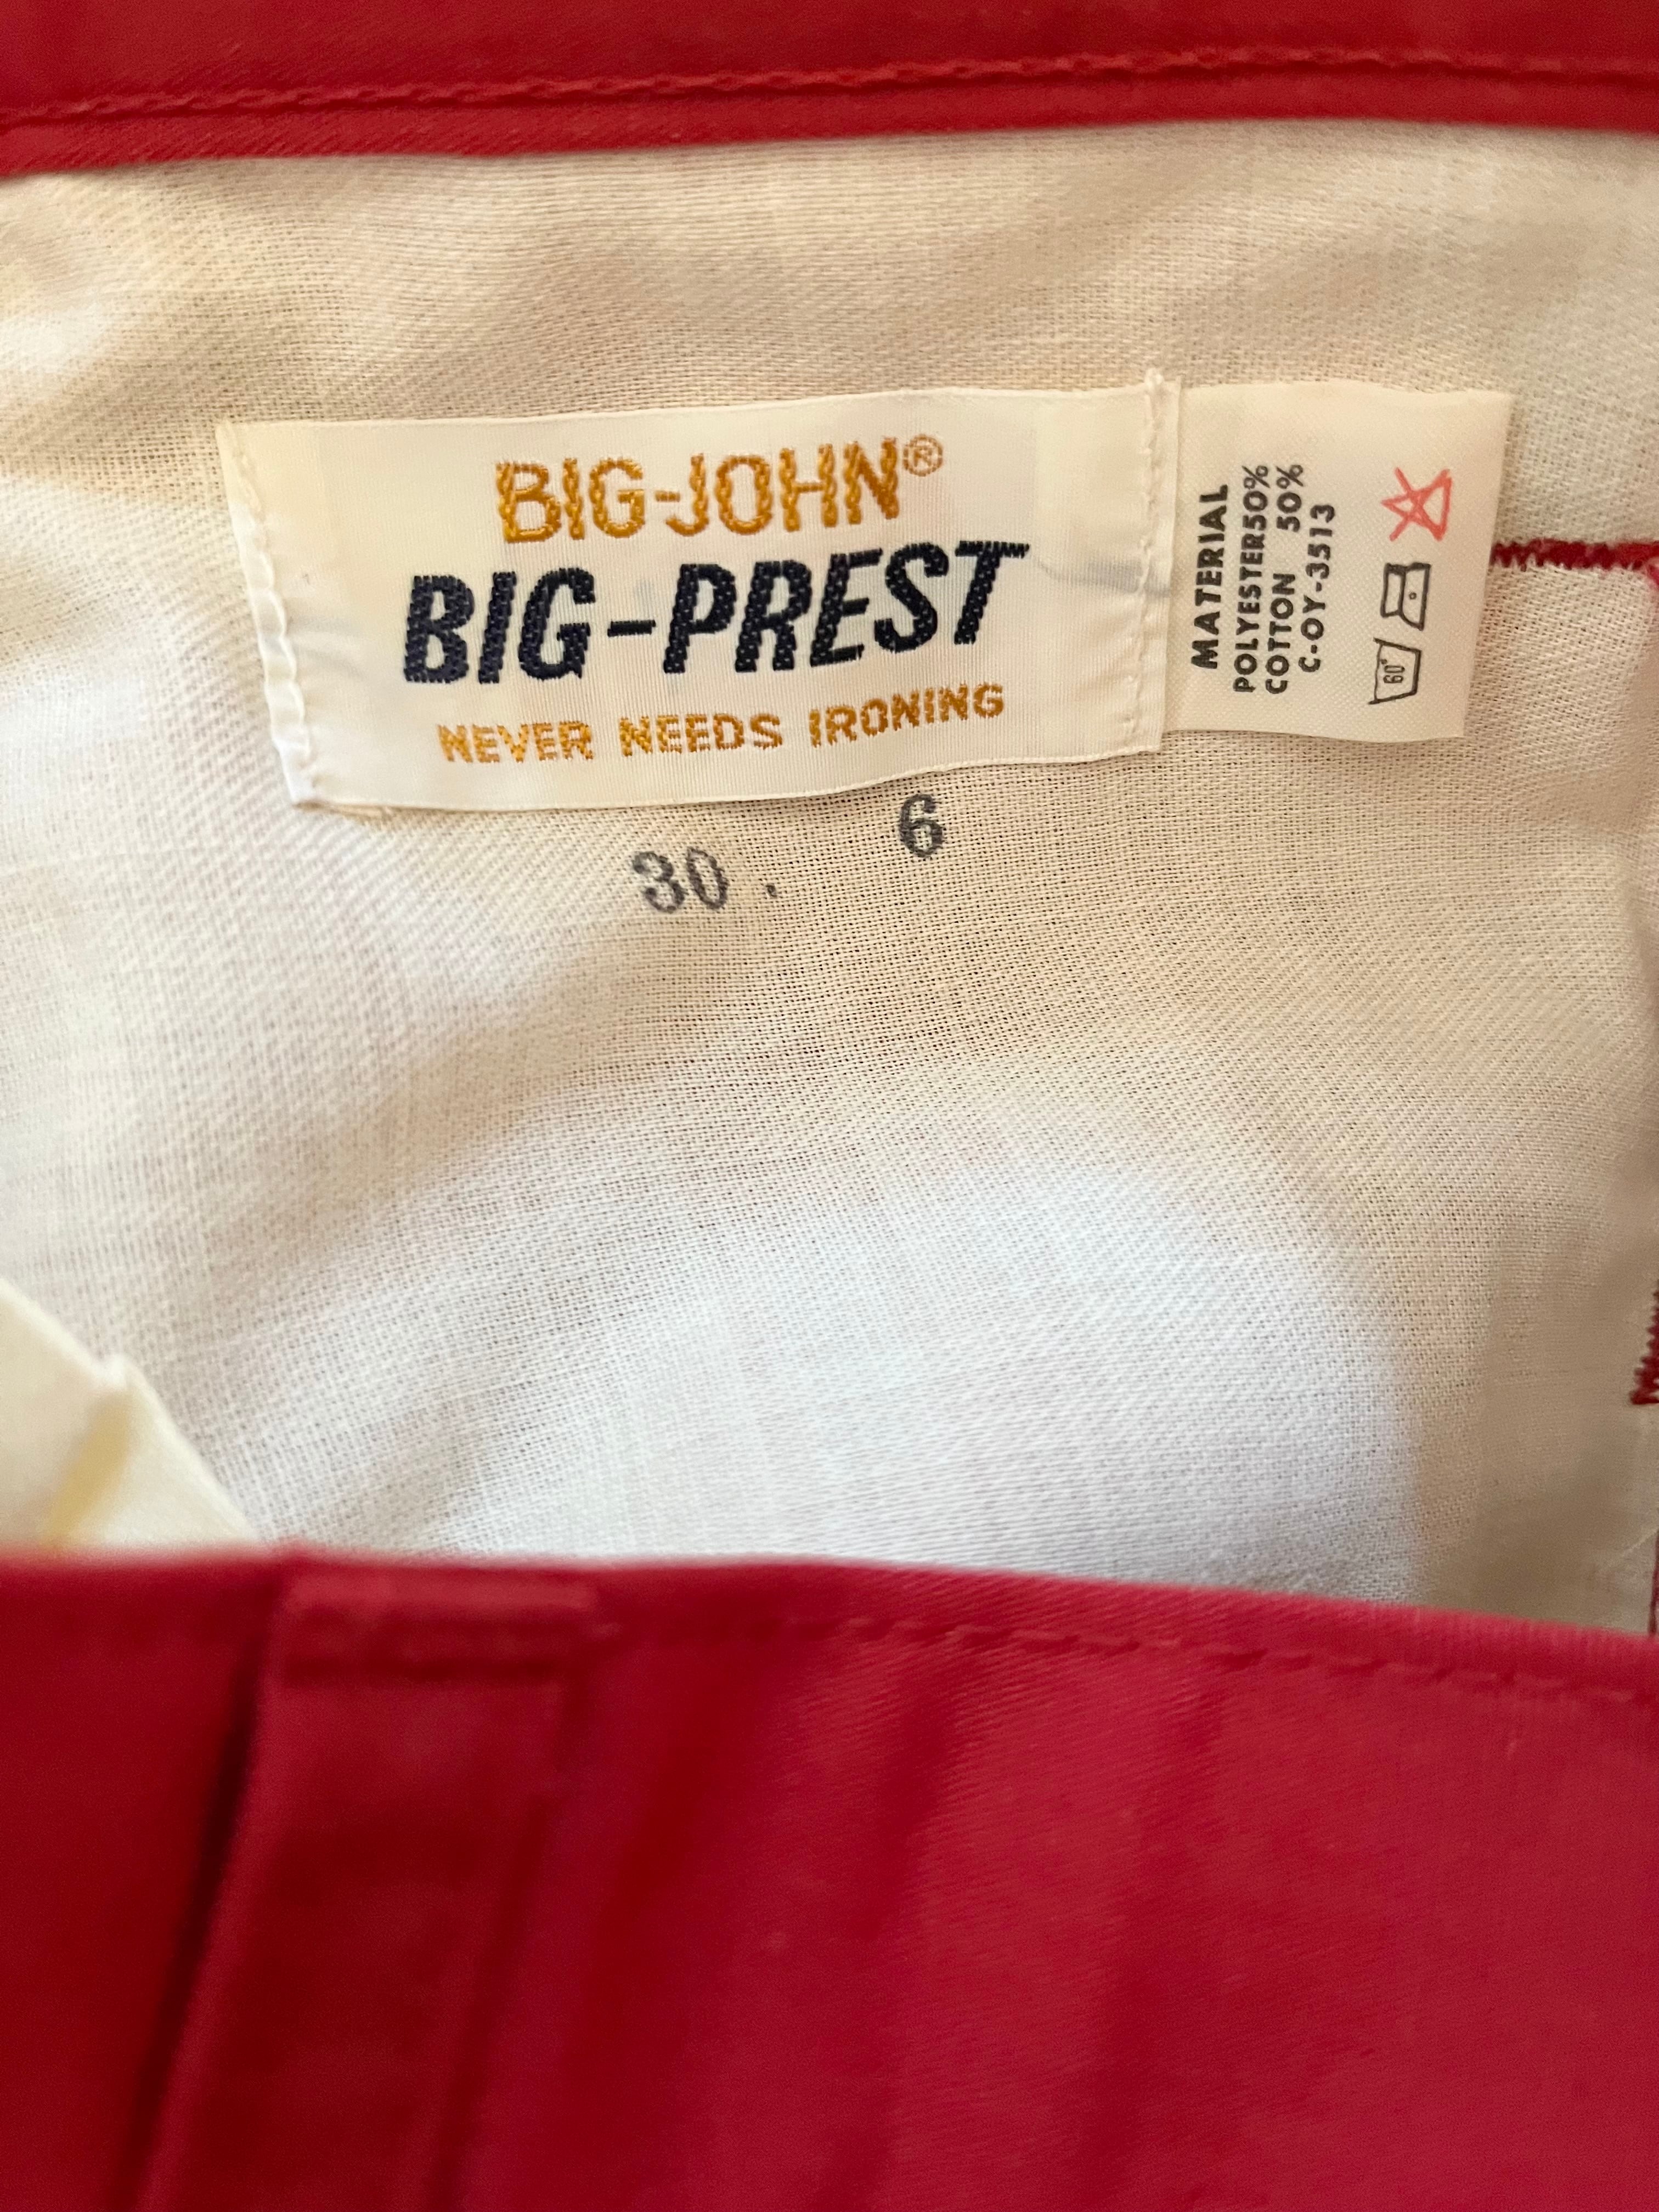 BIG-JOHN®
BIG-PREST
NEVER NEEDS IRONING
MATERIAL
POLYESTER50%
COTTON 50%
C-OY-3513
60°
6
30.